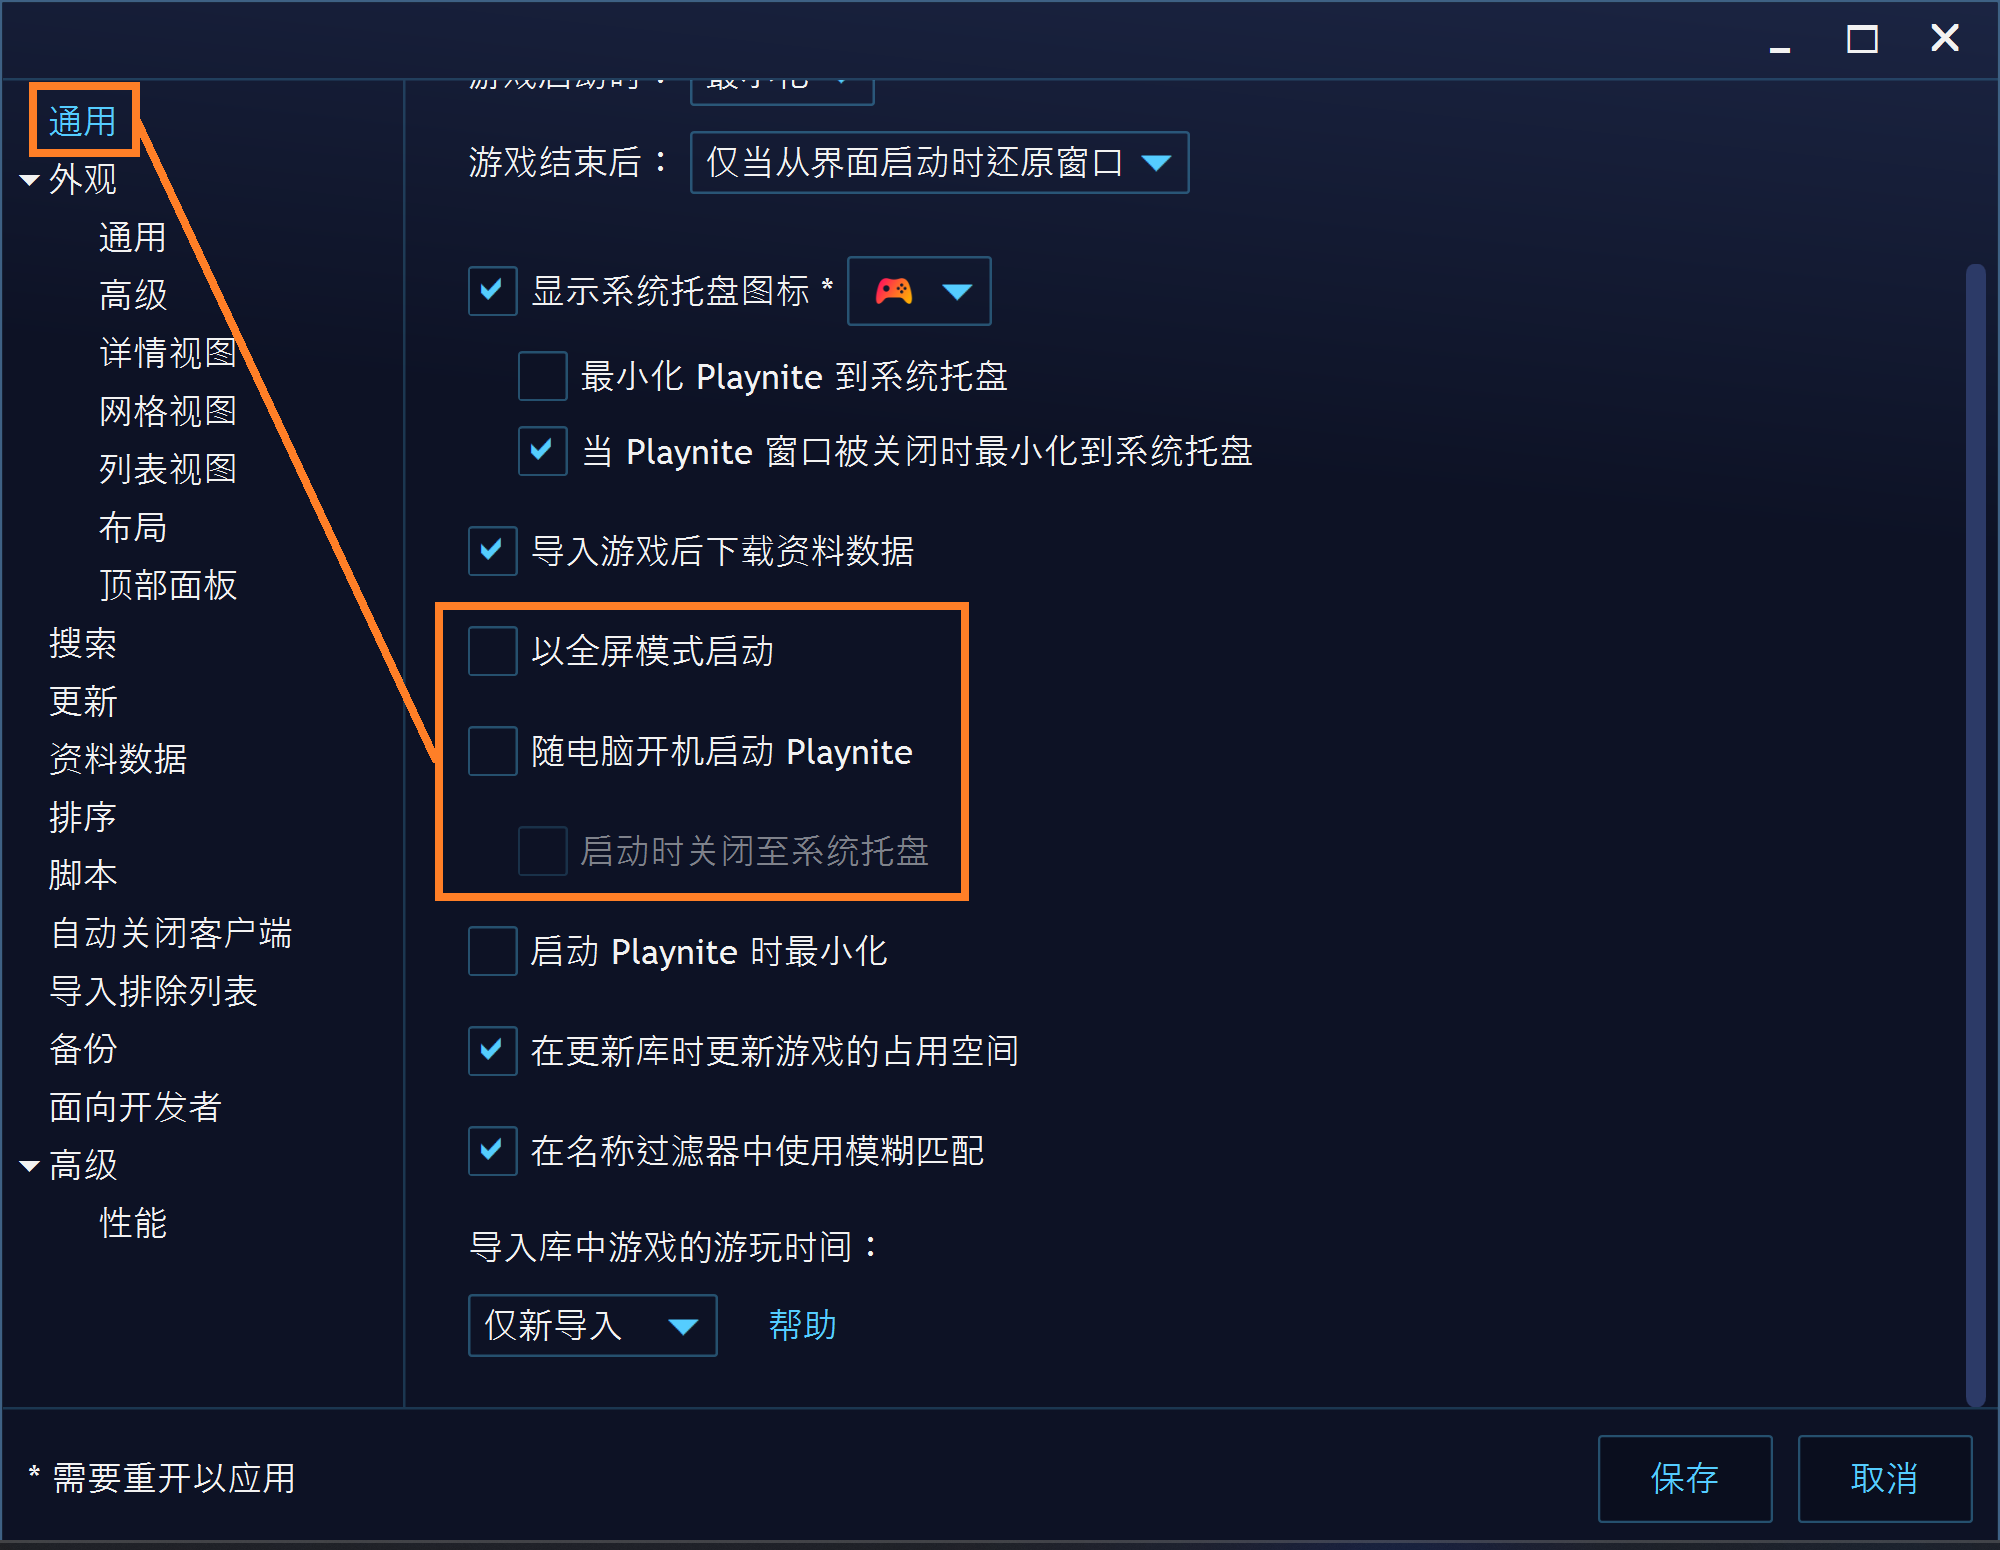 通用
外观
通用
高级
详情视图
网格视图
列表视图
布局
顶部面板
搜索
更新
资料数据
排序
脚本
自动关闭客户端
导入排除列表
备份
面向开发者
高级
性能
游戏启动时： 最小化
游戏结束后： 仅当从界面启动时还原窗口
显示系统托盘图标 *
最小化 Playnite 到系统托盘
当 Playnite 窗口被关闭时最小化到系统托盘
导入游戏后下载资料数据
以全屏模式启动
随电脑开机启动 Playnite
启动时关闭至系统托盘
启动 Playnite 时最小化
在更新库时更新游戏的占用空间
在名称过滤器中使用模糊匹配
导入库中游戏的游玩时间：
仅新导入 帮助
* 需要重开以应用
保存 取消